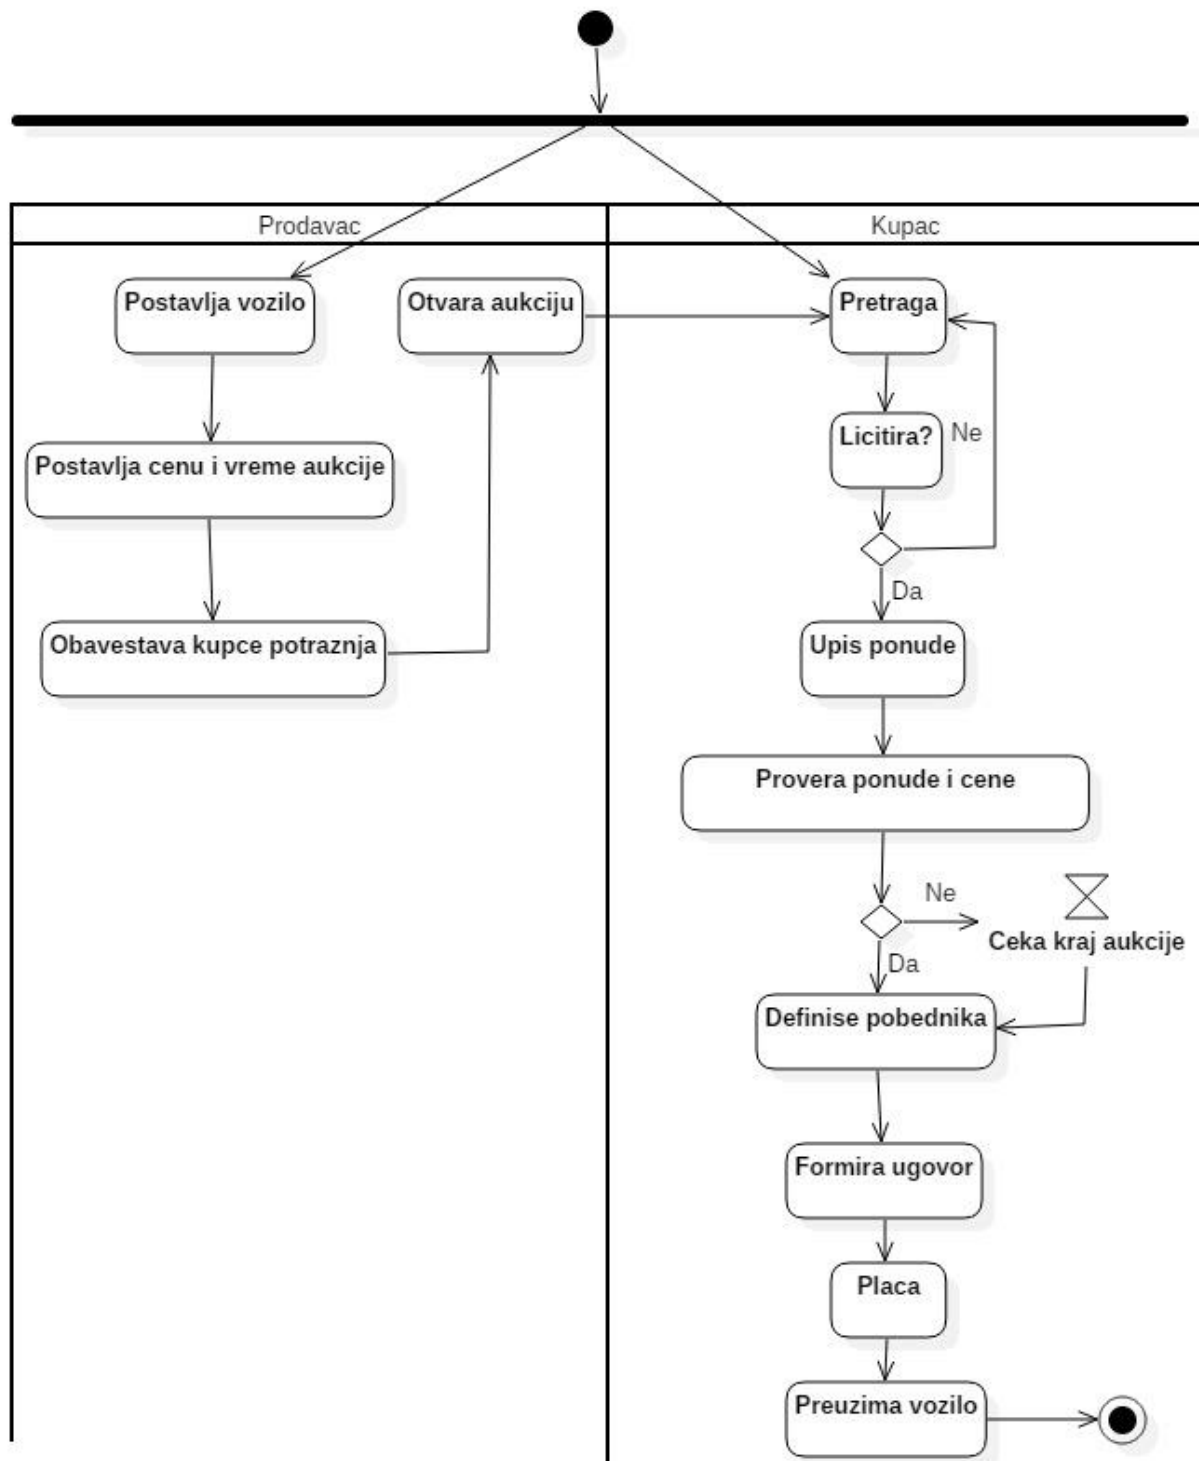 Prodavac
Kupac
Postavlja vozilo
Otvara aukciju
Pretraga
Postavlja cenu i vreme aukcije
Licitira?
Ne
Da
Obavestava kupce potraznja
Upis ponude
Provera ponude i cene
Ne
Ceka kraj aukcije
Da
Definise pobednika
Formira ugovor
Placa
Preuzima vozilo